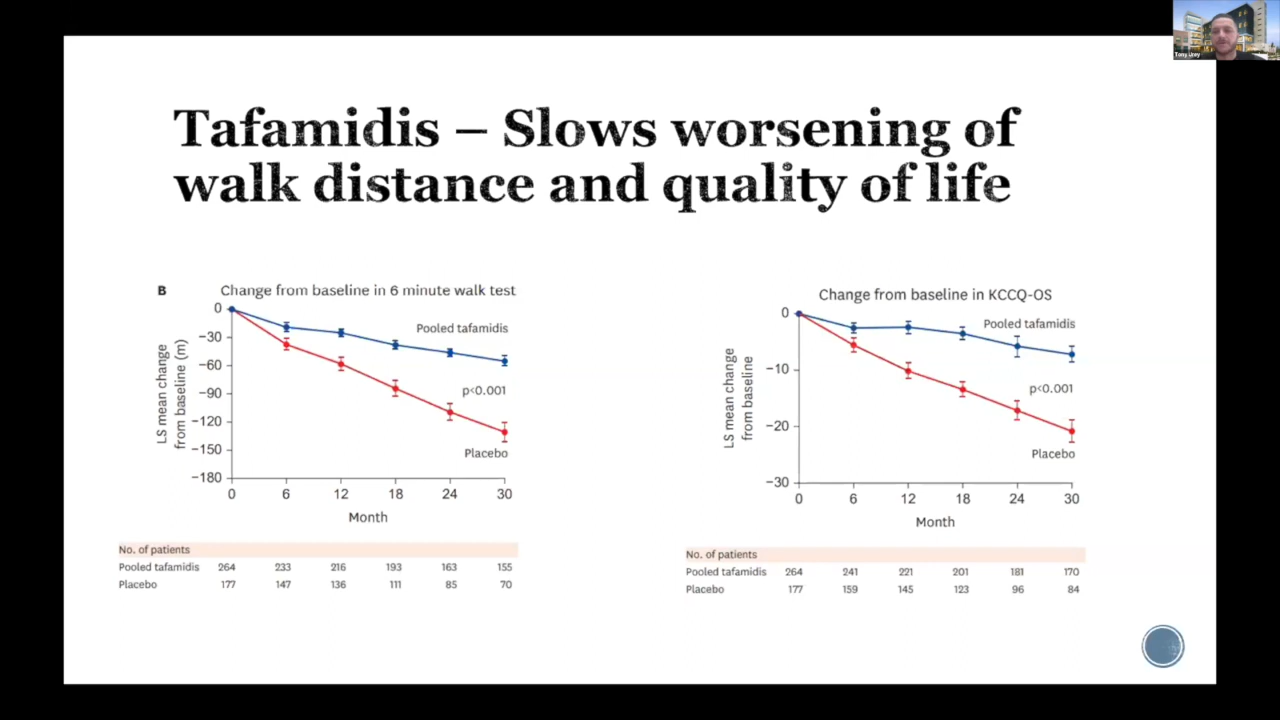 Tafamidis – Slows worsening of
walk distance and quality of life
B
Change from baseline in 6 minute walk test
LS mean change
from baseline (m)
0
−30
−60
−90
−120
−150
−180
Pooled tafamidis
p<0.001
Placebo
0 6 12 18 24 30
Month
No. of patients
Pooled tafamidis 264 233 216 193 163 155
Placebo 177 147 136 111 85 70
Change from baseline in KCCQ-OS
LS mean change
from baseline
0
−10
−20
−30
Pooled tafamidis
p<0.001
Placebo
0 6 12 18 24 30
Month
No. of patients
Pooled tafamidis 264 241 221 201 181 170
Placebo 177 159 145 123 96 84
Tony